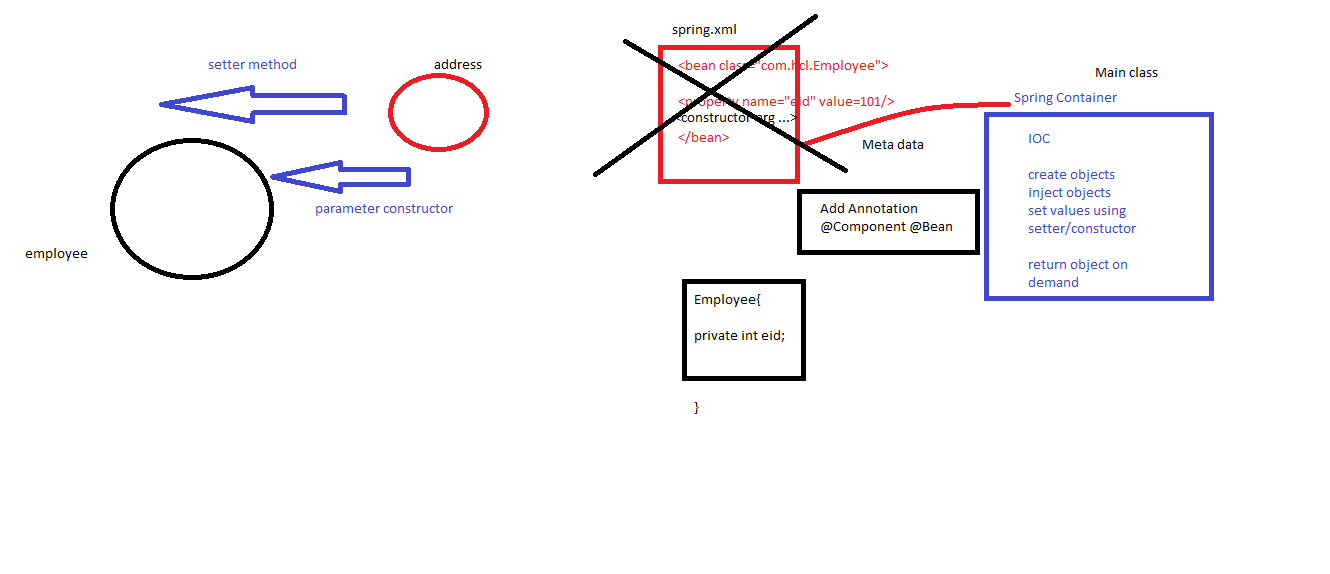 setter method
address
parameter constructor
employee
spring.xml
<bean class="com.hcl.Employee">
<property name="eid" value=101/>
<constructor-arg ...>
</bean>
Meta data
Main class
Spring Container
IOC
create objects
inject objects
set values using
setter/constuctor
return object on
demand
Add Annotation
@Component @Bean
Employee{
private int eid;
}